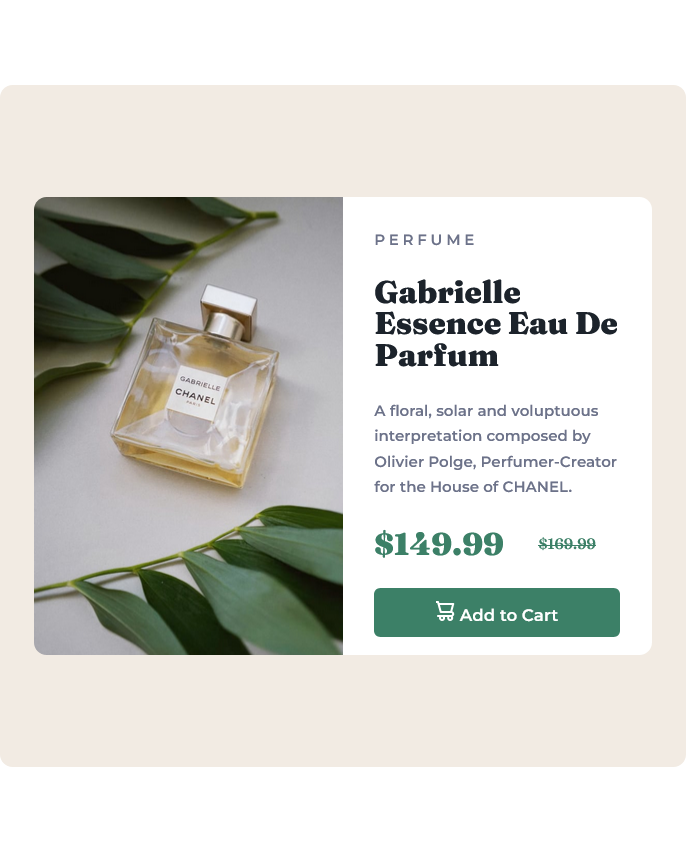 GABRIELLE
CHANEL
PARIS
PERFUME
Gabrielle
Essence Eau De
Parfum
A floral, solar and voluptuous
interpretation composed by
Olivier Polge, Perfumer-Creator
for the House of CHANEL.
$149.99 $169.99
Add to Cart